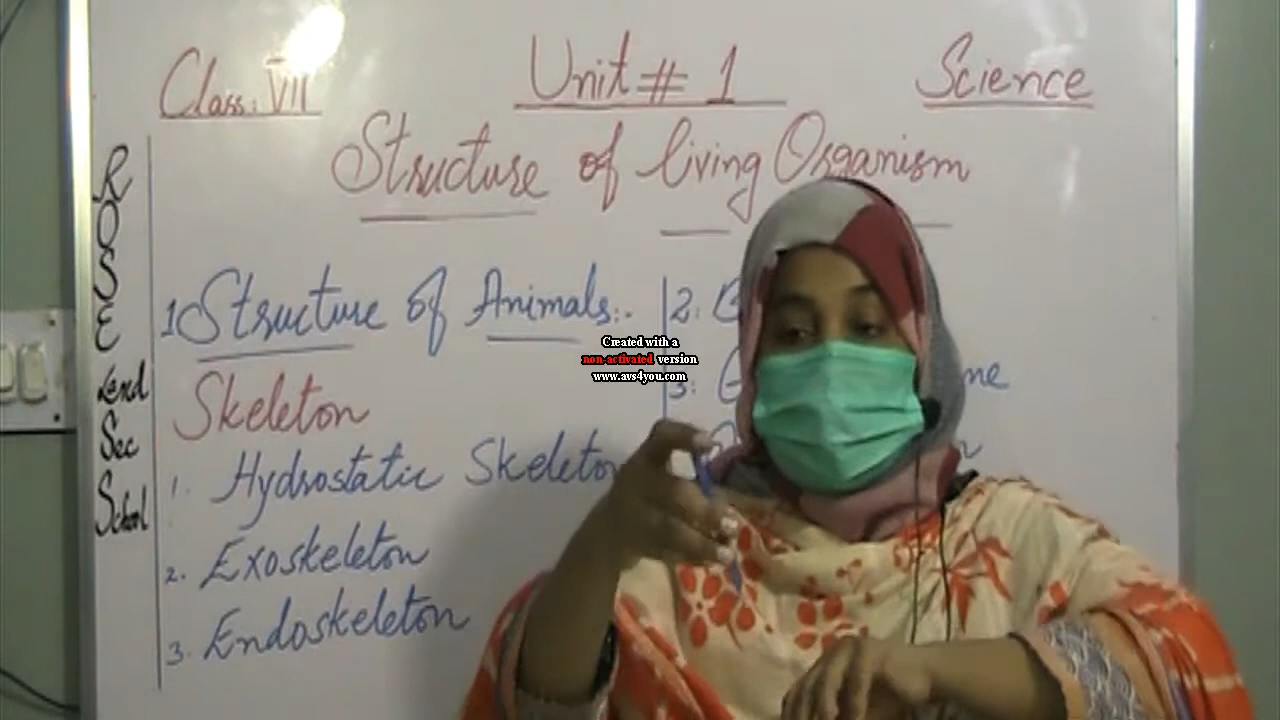 Class: VII
Unit # 1
Science
Structure of living Organism
ROSE
Lend
Sec
School
1 Structure of Animals:.
Skeleton
1. Hydrostatic Skeleton
2. Exoskeleton
3. Endoskeleton
2:
3:
Created with a
non-activated version
www.avs4you.com